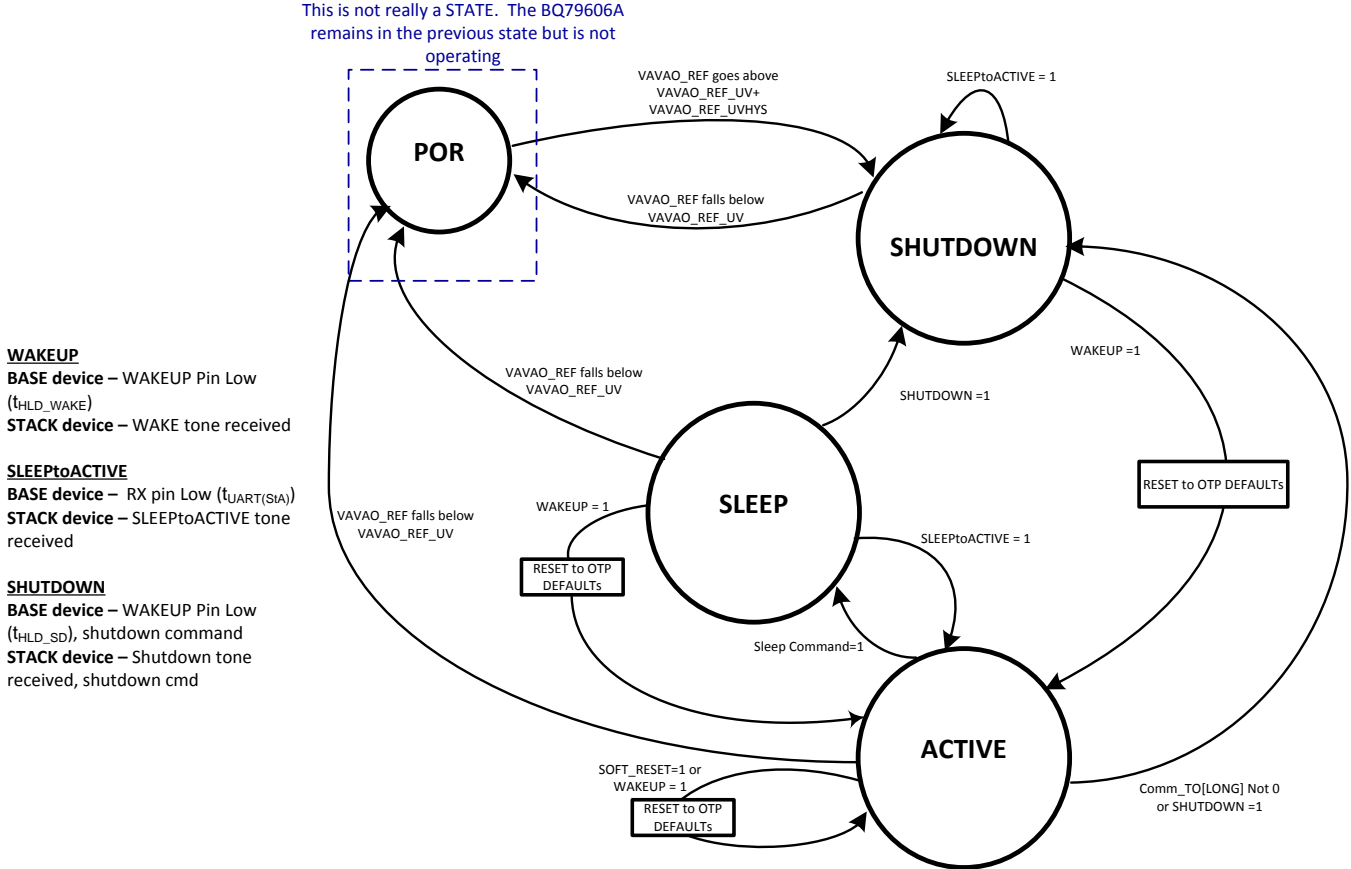 This is not really a STATE.  The BQ79606A
remains in the previous state but is not
operating
POR
VAVAO_REF goes above
VAVAO_REF_UV+
VAVAO_REF_UVHYS
SLEEPtoACTIVE = 1
VAVAO_REF falls below
VAVAO_REF_UV
SHUTDOWN
WAKEUP
BASE device – WAKEUP Pin Low
(tHLD_WAKE)
STACK device – WAKE tone received
SLEEPtoACTIVE
BASE device –  RX pin Low (tUART(StA))
STACK device – SLEEPtoACTIVE tone
received
SHUTDOWN
BASE device – WAKEUP Pin Low
(tHLD_SD), shutdown command
STACK device – Shutdown tone
received, shutdown cmd
VAVAO_REF falls below
VAVAO_REF_UV
SHUTDOWN =1
WAKEUP =1
RESET to OTP DEFAULTs
SLEEP
WAKEUP = 1
VAVAO_REF falls below
VAVAO_REF_UV
RESET to OTP
DEFAULTs
SLEEPtoACTIVE = 1
Sleep Command=1
ACTIVE
SOFT_RESET=1 or
WAKEUP = 1
RESET to OTP
DEFAULTs
Comm_TO[LONG] Not 0
or SHUTDOWN =1